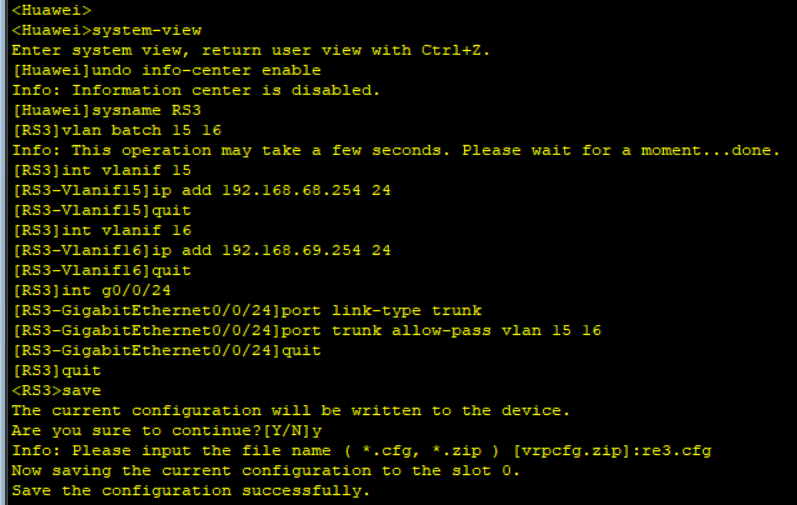 <Huawei>
<Huawei>system-view
Enter system view, return user view with Ctrl+Z.
[Huawei]undo info-center enable
Info: Information center is disabled.
[Huawei]sysname RS3
[RS3]vlan batch 15 16
Info: This operation may take a few seconds. Please wait for a moment...done.
[RS3]int vlanif 15
[RS3-Vlanif15]ip add 192.168.68.254 24
[RS3-Vlanif15]quit
[RS3]int vlanif 16
[RS3-Vlanif16]ip add 192.168.69.254 24
[RS3-Vlanif16]quit
[RS3]int g0/0/24
[RS3-GigabitEthernet0/0/24]port link-type trunk
[RS3-GigabitEthernet0/0/24]port trunk allow-pass vlan 15 16
[RS3-GigabitEthernet0/0/24]quit
[RS3]quit
<RS3>save
The current configuration will be written to the device.
Are you sure to continue?[Y/N]y
Info: Please input the file name ( *.cfg, *.zip ) [vrpcfg.zip]:re3.cfg
Now saving the current configuration to the slot 0.
Save the configuration successfully.